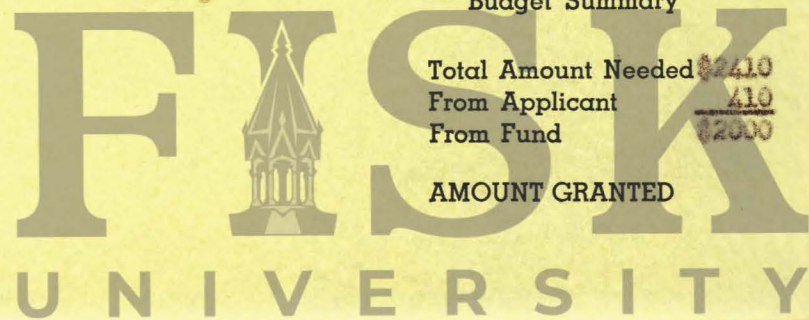 Budget Summary
Total Amount Needed $2410
From Applicant 410
From Fund $2000
AMOUNT GRANTED
FISK
UNIVERSITY